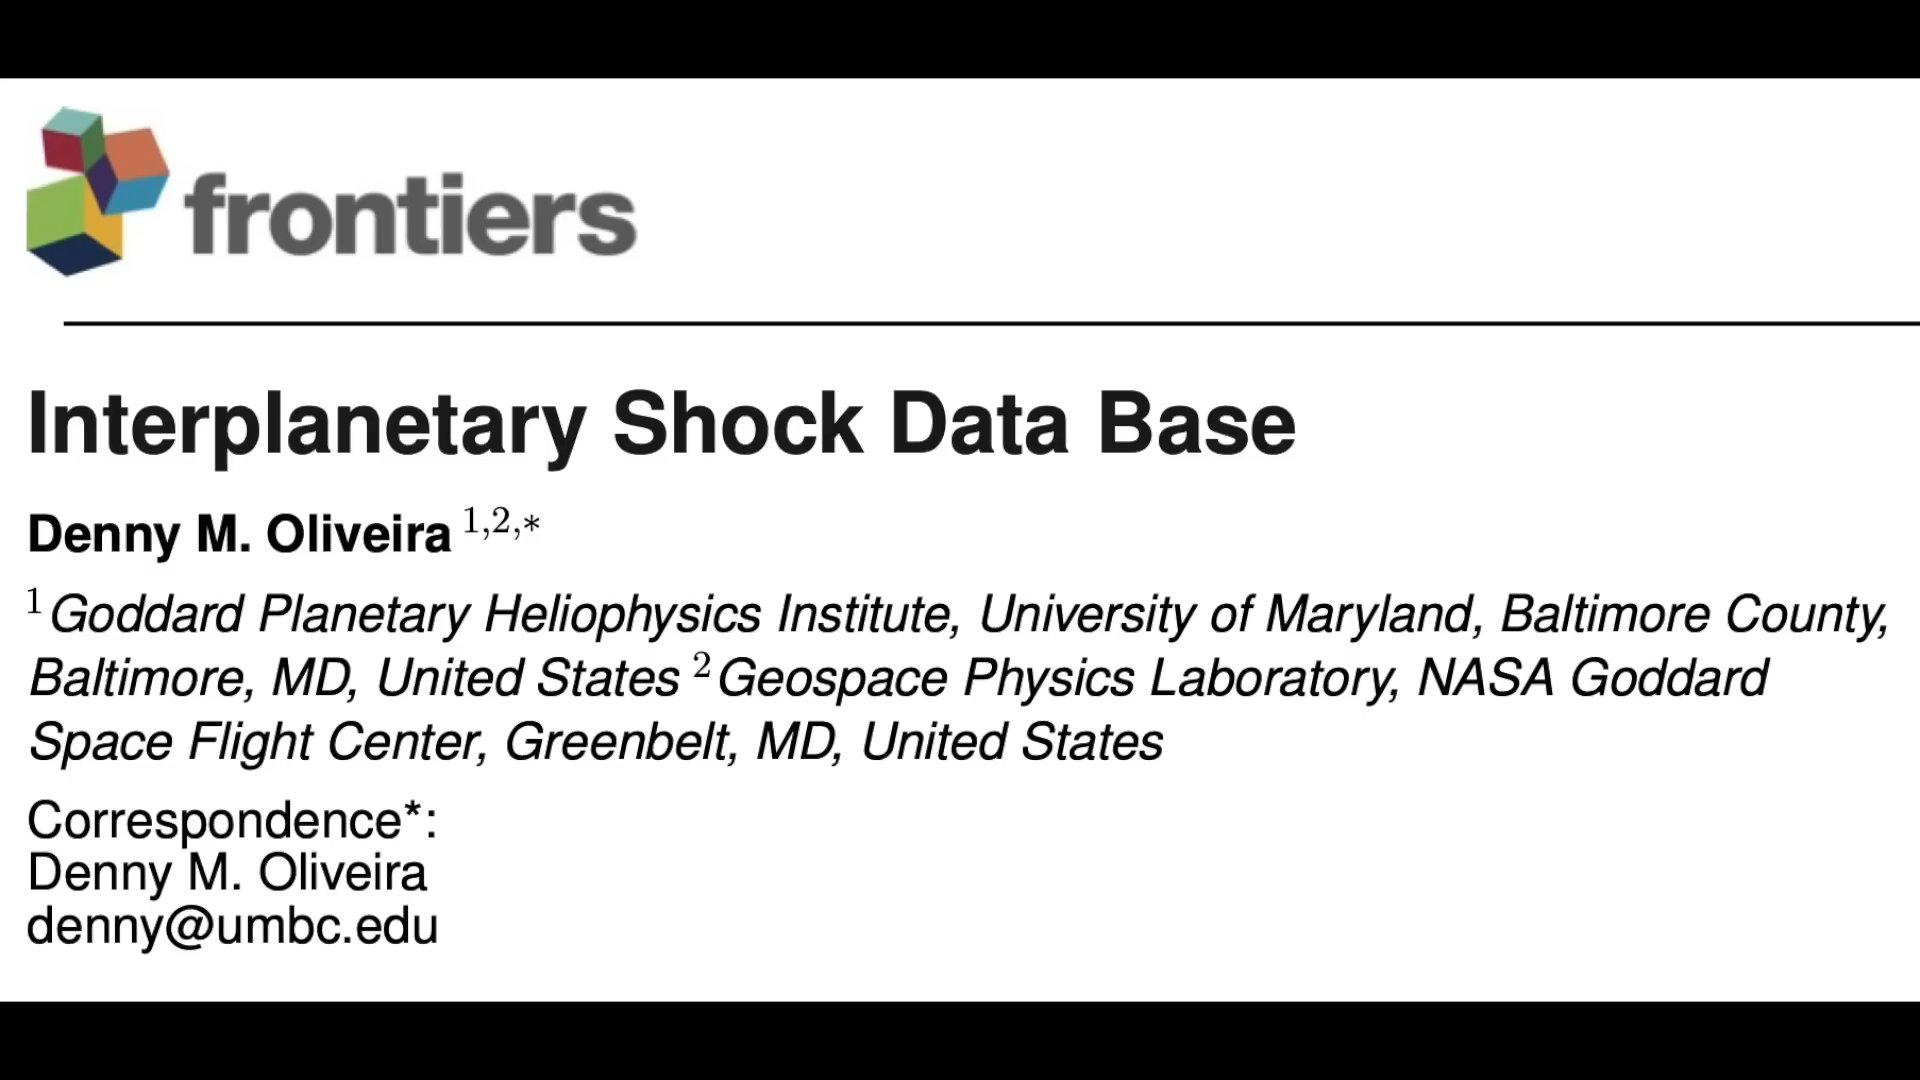 frontiers
Interplanetary Shock Data Base
Denny M. Oliveira 1,2,*
1 Goddard Planetary Heliophysics Institute, University of Maryland, Baltimore County,
Baltimore, MD, United States 2 Geospace Physics Laboratory, NASA Goddard
Space Flight Center, Greenbelt, MD, United States
Correspondence*:
Denny M. Oliveira
denny@umbc.edu